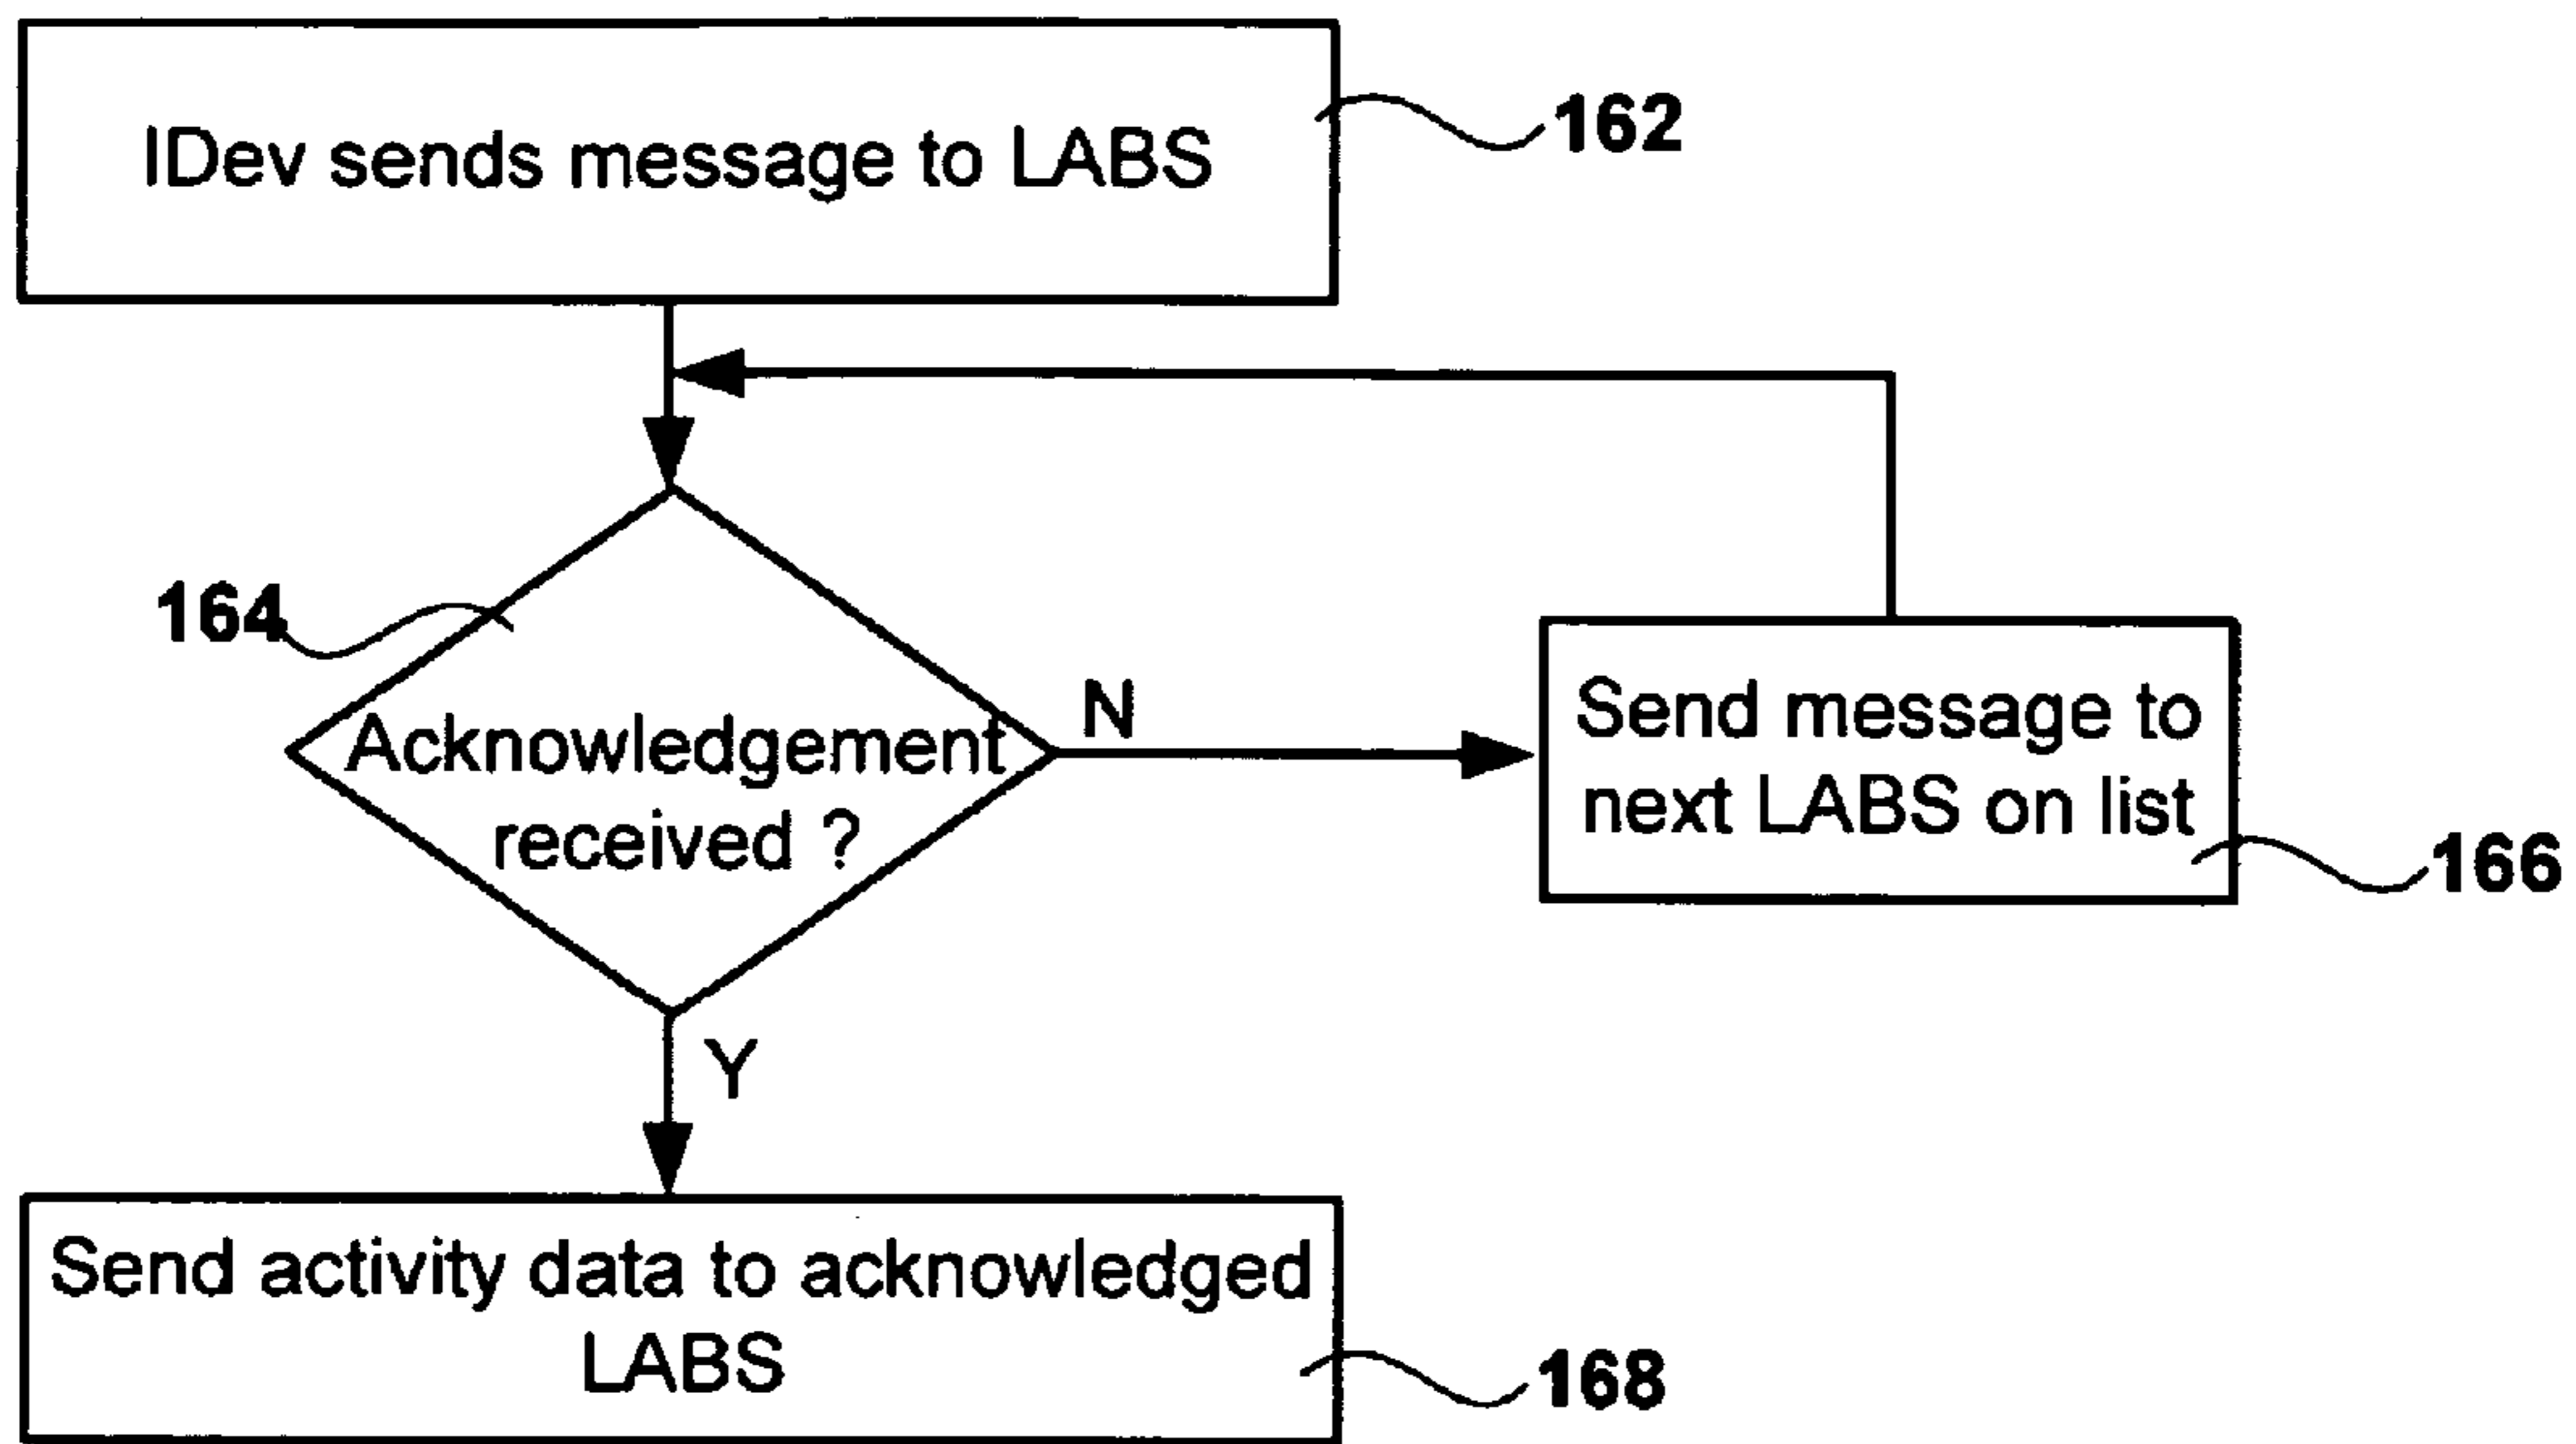 IDev sends message to LABS
162
164
Acknowledgement
received ?
N
Send message to
next LABS on list
166
Y
Send activity data to acknowledged
LABS
168